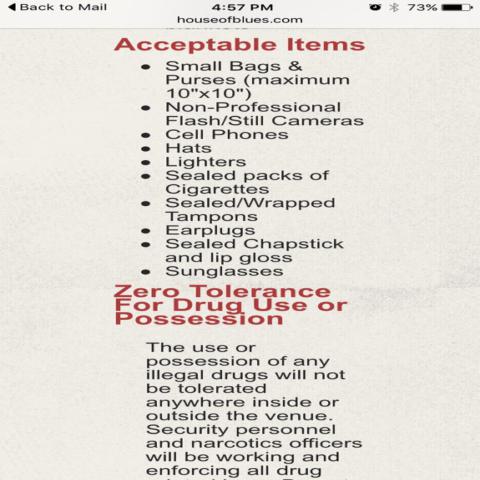 Back to Mail 4:57 PM 73%
houseofblues.com
Acceptable Items
• Small Bags &
Purses (maximum
10"x10")
• Non-Professional
Flash/Still Cameras
• Cell Phones
• Hats
• Lighters
• Sealed packs of
Cigarettes
• Sealed/Wrapped
Tampons
• Earplugs
• Sealed Chapstick
and lip gloss
• Sunglasses
Zero Tolerance
For Drug Use or
Possession
The use or
possession of any
illegal drugs will not
be tolerated
anywhere inside or
outside the venue.
Security personnel
and narcotics officers
will be working and
enforcing all drug